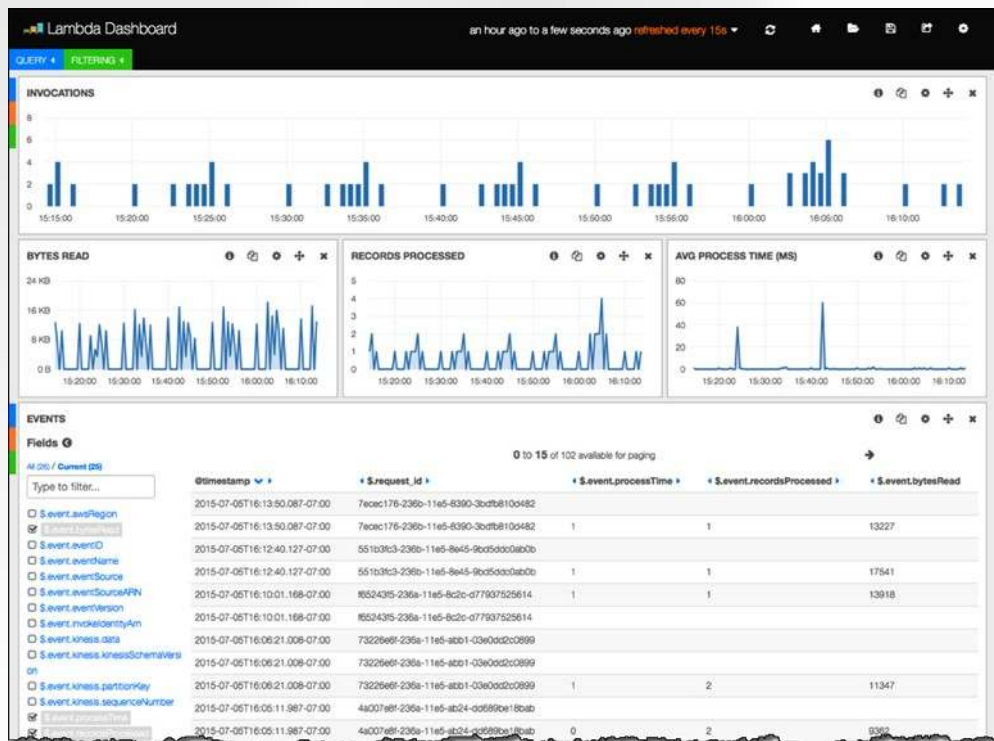 Lambda Dashboard
an hour ago to a few seconds ago refreshed every 15s
QUERY
FILTERING
INVOCATIONS
8
6
4
2
0
15:15:00 15:20:00 15:25:00 15:30:00 15:35:00 15:40:00 15:45:00 15:50:00 15:55:00 16:00:00 16:05:00 16:10:00
BYTES READ
24 KB
16 KB
8 KB
0 B
15:20:00 15:30:00 15:40:00 15:50:00 16:00:00 16:10:00
RECORDS PROCESSED
5
4
3
2
1
0
15:20:00 15:30:00 15:40:00 15:50:00 16:00:00 16:10:00
AVG PROCESS TIME (MS)
80
60
40
20
0
15:20:00 15:30:00 15:40:00 15:50:00 16:00:00 16:10:00
EVENTS
Fields
All (26) / Current (25)
Type to filter...
$.event.awsRegion
$.event.bytesRead
$.event.eventID
$.event.eventName
$.event.eventSource
$.event.eventSourceARN
$.event.eventVersion
$.event.invokeIdentityArn
$.event.kinesis.data
$.event.kinesis.kinesisSchemaVersi
on
$.event.kinesis.partitionKey
$.event.kinesis.sequenceNumber
$.event.processTime
$.event.recordsProcessed
0 to 15 of 102 available for paging
@timestamp $.request_id $.event.processTime $.event.recordsProcessed $.event.bytesRead
2015-07-05T16:13:50.087-07:00 7ecec176-236b-11e5-8390-3bdfb810d482
2015-07-05T16:13:50.087-07:00 7ecec176-236b-11e5-8390-3bdfb810d482 1 1 13227
2015-07-05T16:12:40.127-07:00 551b3fc3-236b-11e5-8e45-9bd5ddc0ab0b
2015-07-05T16:12:40.127-07:00 551b3fc3-236b-11e5-8e45-9bd5ddc0ab0b 1 1 17541
2015-07-05T16:10:01.168-07:00 f65243f5-236a-11e5-8c2c-d77937525614 1 1 13918
2015-07-05T16:10:01.168-07:00 f65243f5-236a-11e5-8c2c-d77937525614
2015-07-05T16:06:21.008-07:00 73226e6f-236a-11e5-abb1-03e0dd2c0899
2015-07-05T16:06:21.008-07:00 73226e6f-236a-11e5-abb1-03e0dd2c0899
2015-07-05T16:06:21.008-07:00 73226e6f-236a-11e5-abb1-03e0dd2c0899 1 2 11347
2015-07-05T16:05:11.987-07:00 4a007e8f-236a-11e5-ab24-dd689be18bab
2015-07-05T16:05:11.987-07:00 4a007e8f-236a-11e5-ab24-dd689be18bab 0 2 9362